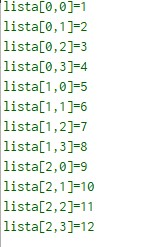 lista[0,0]=1
lista[0,1]=2
lista[0,2]=3
lista[0,3]=4
lista[1,0]=5
lista[1,1]=6
lista[1,2]=7
lista[1,3]=8
lista[2,0]=9
lista[2,1]=10
lista[2,2]=11
lista[2,3]=12